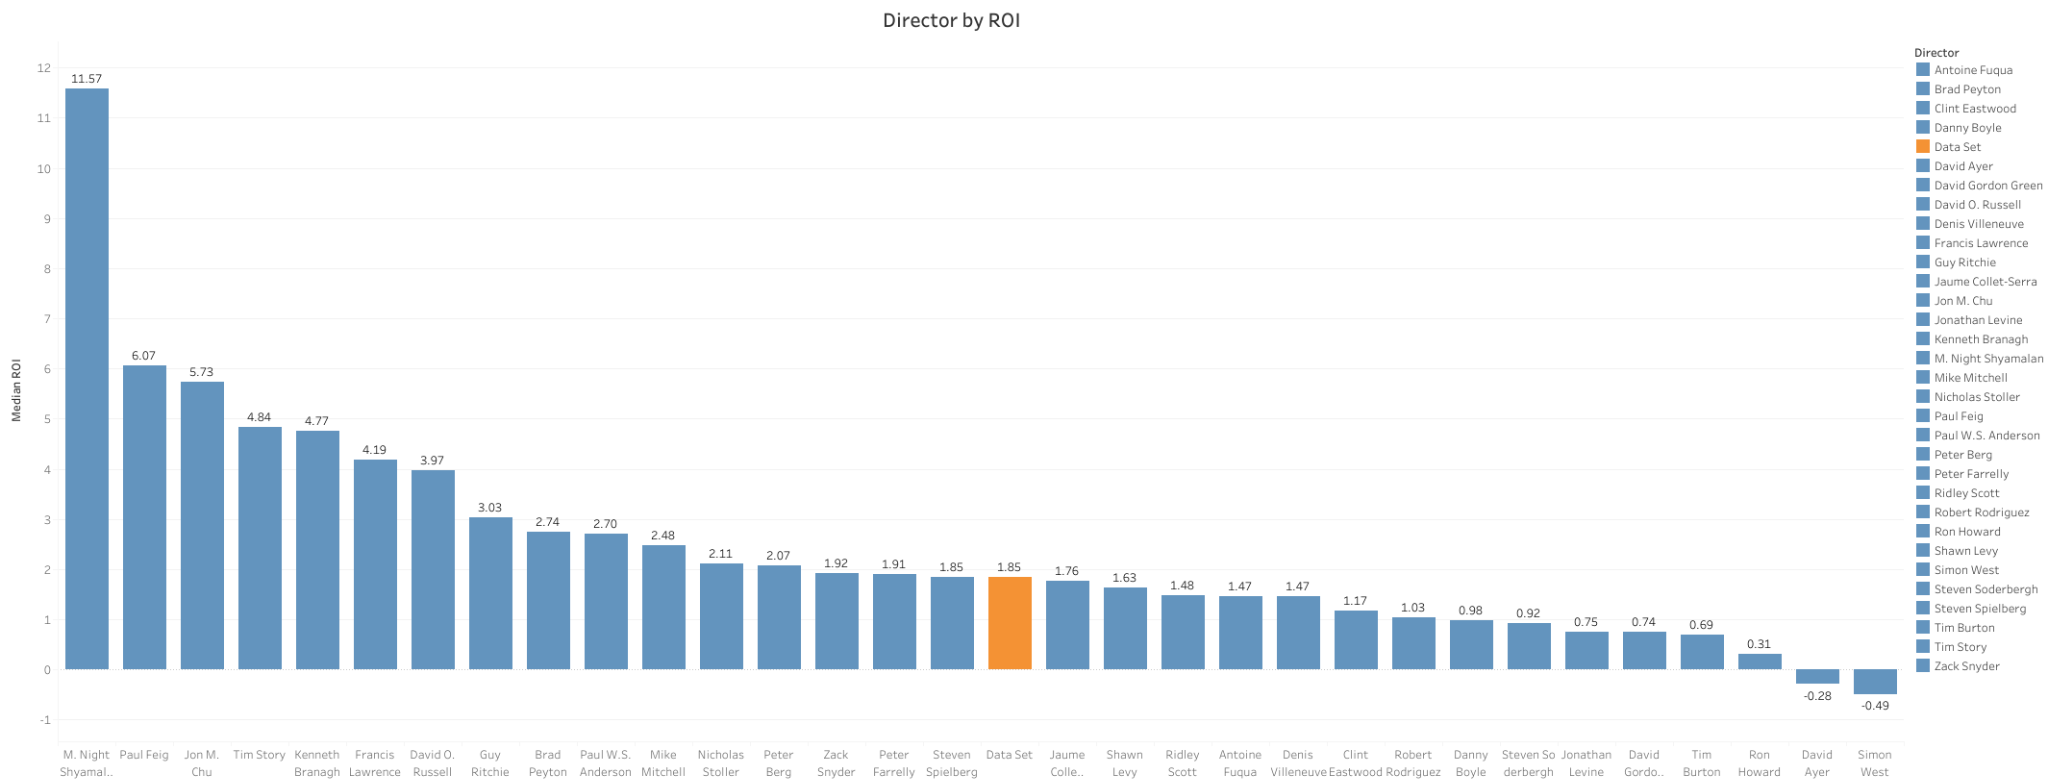 Director by ROI
Median ROI
12
11
10
9
8
7
6
5
4
3
2
1
0
-1
11.57
6.07
5.73
4.84
4.77
4.19
3.97
3.03
2.74
2.70
2.48
2.11
2.07
1.92
1.91
1.85
1.85
1.76
1.63
1.48
1.47
1.47
1.17
1.03
0.98
0.92
0.75
0.74
0.69
0.31
-0.28
-0.49
M. Night
Shyamal..
Paul Feig
Jon M.
Chu
Tim Story
Kenneth
Branagh
Francis
Lawrence
David O.
Russell
Guy
Ritchie
Brad
Peyton
Paul W.S.
Anderson
Mike
Mitchell
Nicholas
Stoller
Peter
Berg
Zack
Snyder
Peter
Farrelly
Steven
Spielberg
Data Set
Jaume
Colle..
Shawn
Levy
Ridley
Scott
Antoine
Fuqua
Denis
Villeneuve
Clint
Eastwood
Robert
Rodriguez
Danny
Boyle
Steven So
derbergh
Jonathan
Levine
David
Gordo..
Tim
Burton
Ron
Howard
David
Ayer
Simon
West
Director
Antoine Fuqua
Brad Peyton
Clint Eastwood
Danny Boyle
Data Set
David Ayer
David Gordon Green
David O. Russell
Denis Villeneuve
Francis Lawrence
Guy Ritchie
Jaume Collet-Serra
Jon M. Chu
Jonathan Levine
Kenneth Branagh
M. Night Shyamalan
Mike Mitchell
Nicholas Stoller
Paul Feig
Paul W.S. Anderson
Peter Berg
Peter Farrelly
Ridley Scott
Robert Rodriguez
Ron Howard
Shawn Levy
Simon West
Steven Soderbergh
Steven Spielberg
Tim Burton
Tim Story
Zack Snyder